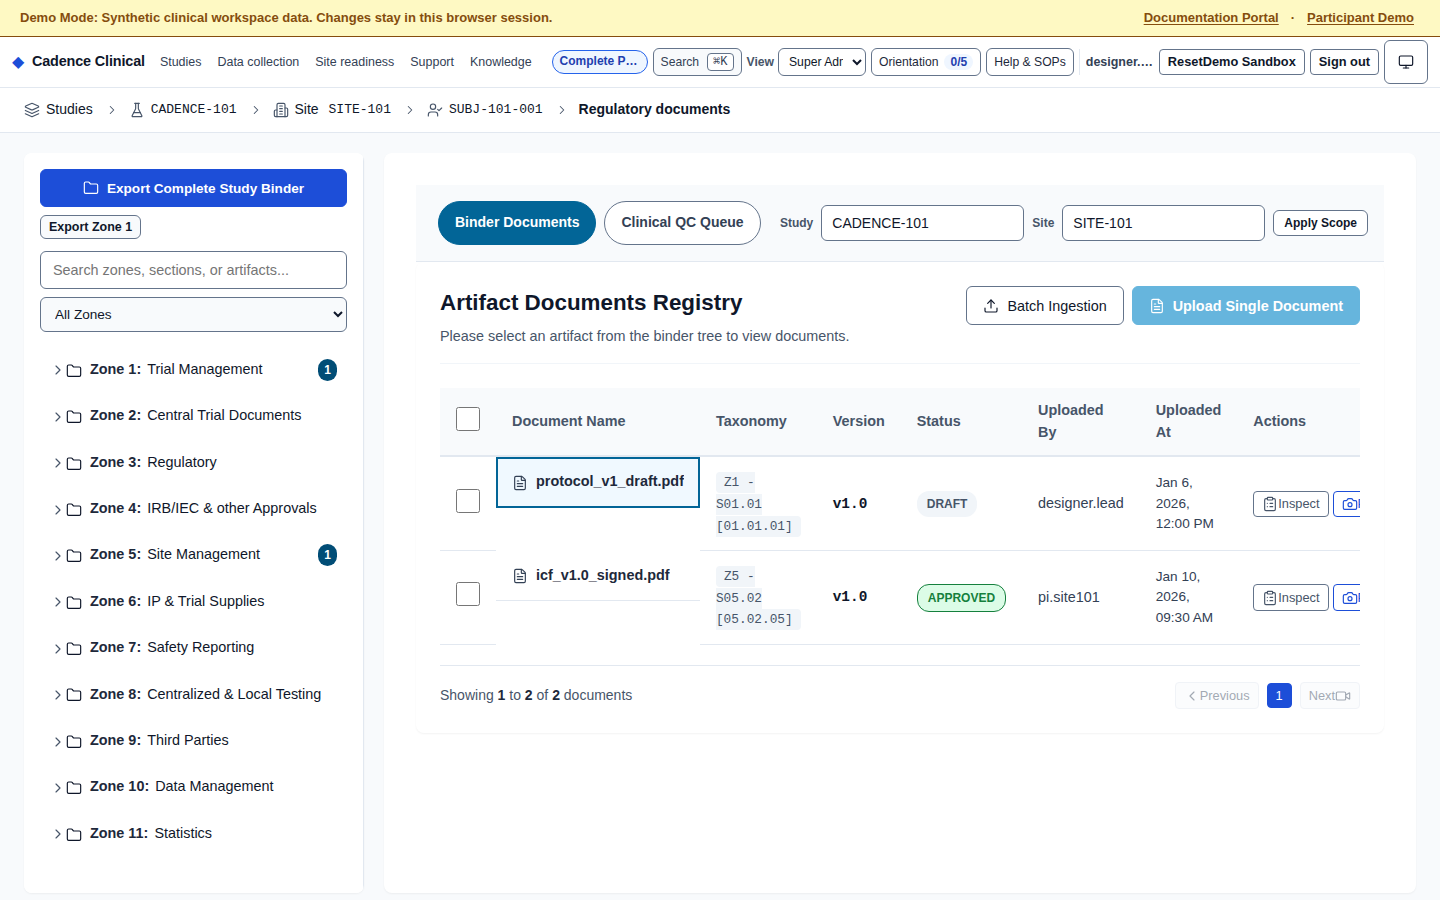 Demo Mode: Synthetic clinical workspace data. Changes stay in this browser session.
Documentation Portal · Participant Demo
Cadence Clinical Studies Data collection Site readiness Support Knowledge Complete P… Search ⌘K View Super Adr Orientation 0/5 Help & SOPs designer.… ResetDemo Sandbox Sign out
Studies CADENCE-101 Site SITE-101 SUBJ-101-001 Regulatory documents
Export Complete Study Binder
Export Zone 1
Search zones, sections, or artifacts...
All Zones
Zone 1: Trial Management 1
Zone 2: Central Trial Documents
Zone 3: Regulatory
Zone 4: IRB/IEC & other Approvals
Zone 5: Site Management 1
Zone 6: IP & Trial Supplies
Zone 7: Safety Reporting
Zone 8: Centralized & Local Testing
Zone 9: Third Parties
Zone 10: Data Management
Zone 11: Statistics
Binder Documents Clinical QC Queue Study CADENCE-101 Site SITE-101 Apply Scope
Artifact Documents Registry
Please select an artifact from the binder tree to view documents.
Batch Ingestion Upload Single Document
Document Name Taxonomy Version Status Uploaded By Uploaded At Actions
protocol_v1_draft.pdf
Z1 -
S01.01
[01.01.01]
v1.0 DRAFT designer.lead
Jan 6,
2026,
12:00 PM
Inspect
icf_v1.0_signed.pdf
Z5 -
S05.02
[05.02.05]
v1.0 APPROVED pi.site101
Jan 10,
2026,
09:30 AM
Inspect
Showing 1 to 2 of 2 documents
Previous 1 Next